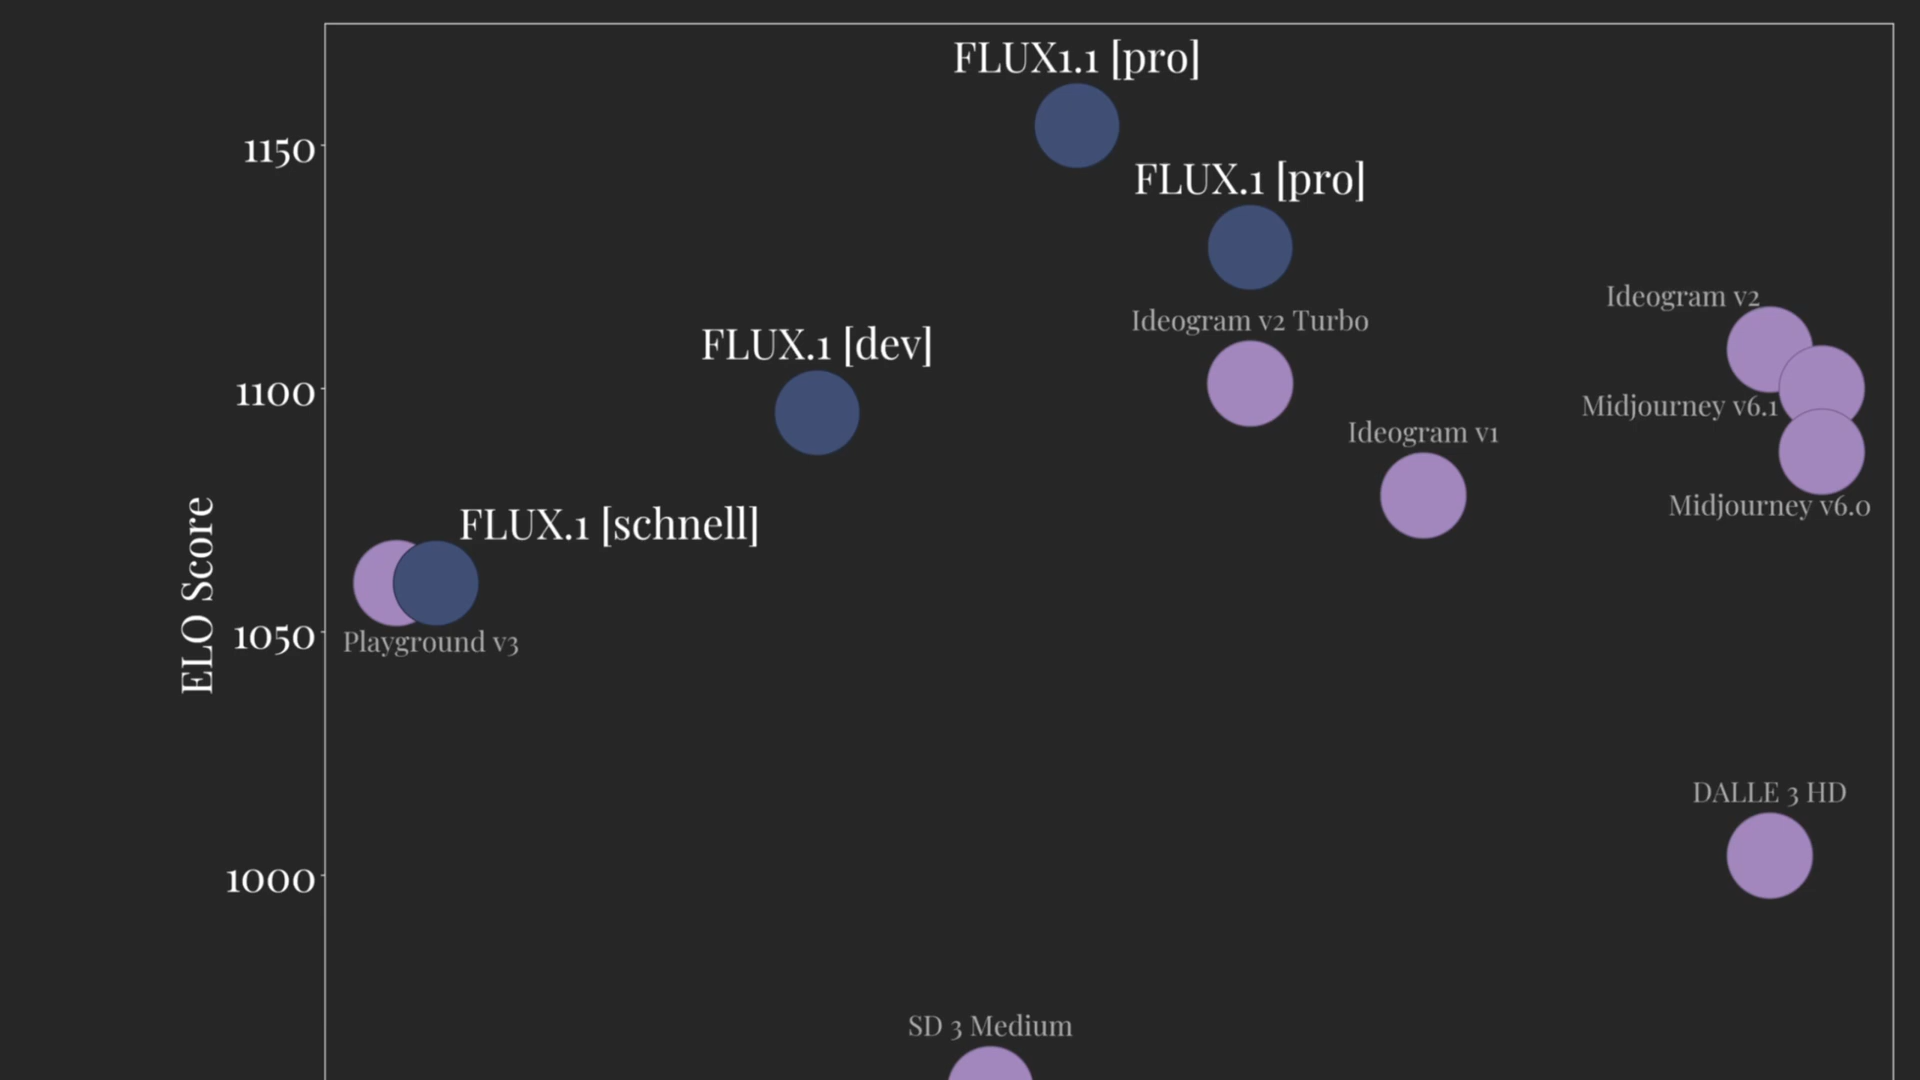 FLUX1.1 [pro]
1150
FLUX.1 [pro]
Ideogram v2
Ideogram v2 Turbo
FLUX.1 [dev]
1100
Midjourney v6.1
Ideogram v1
Midjourney v6.0
FLUX.1 [schnell]
ELO Score
1050
Playground v3
DALLE 3 HD
1000
SD 3 Medium